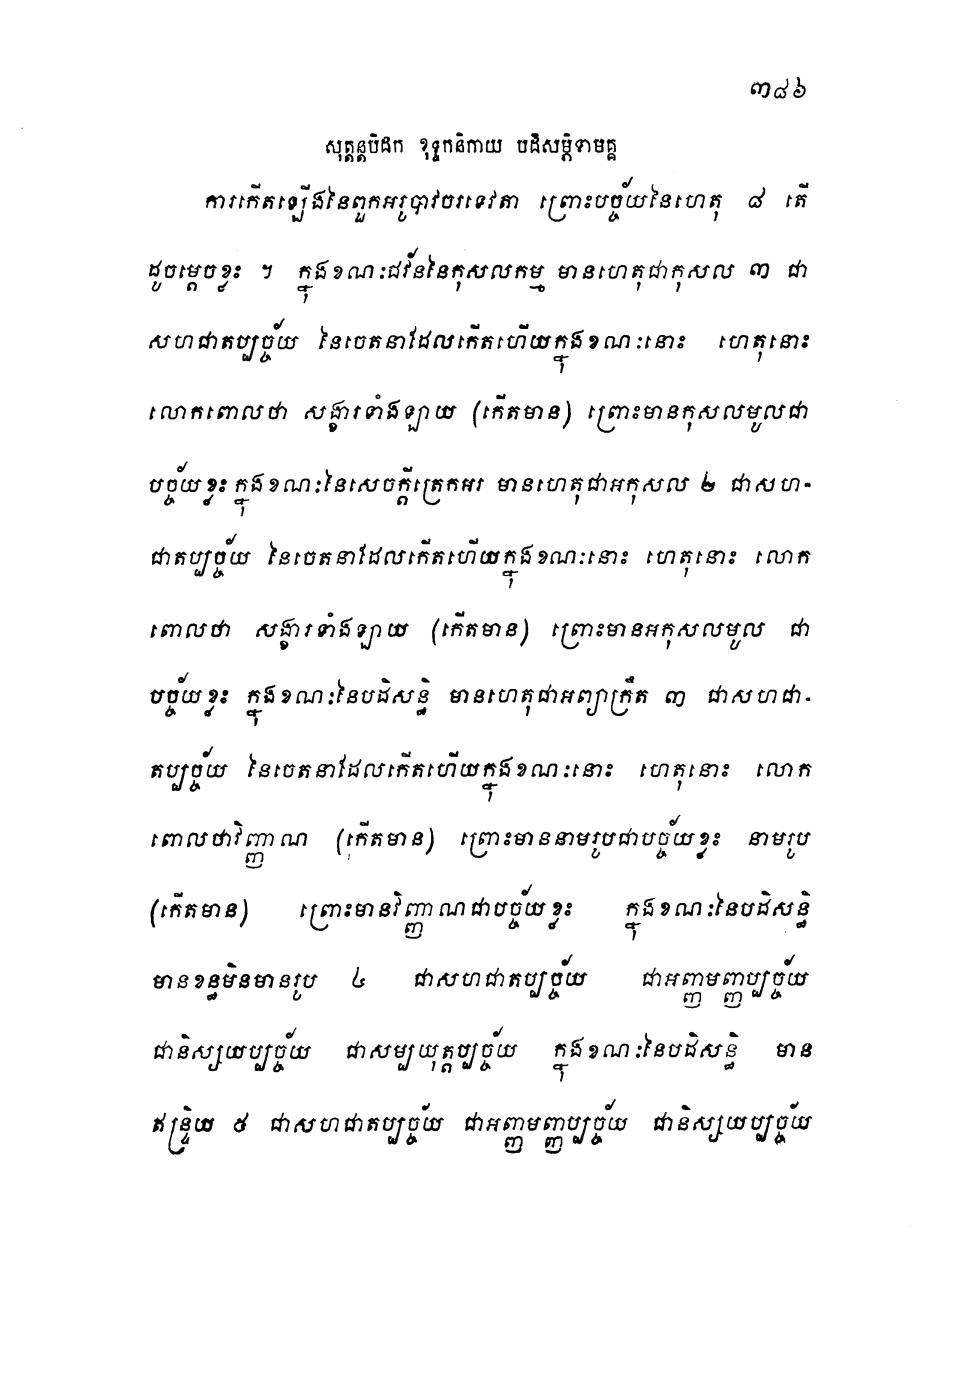 ៣៨៦
សុត្តន្តបិដក ខុទ្ទកនិកាយ បដិសម្ភិទាមគ្គ
ការកើតឡើងនៃពួកអរូបាវចរទេវតា ព្រោះបច្ច័យនៃហេតុ ៨ តើ
ដូចម្ដេចខ្លះ ។ ក្នុងខណៈដវ័ននៃកុសលកម្ម មានហេតុជាកុសល ៣ ជា
សហជាតប្បច្ច័យ នៃចេតនាដែលកើតហើយក្នុងខណៈនោះ ហេតុនោះ
លោកពោលថា សង្ខារទាំងឡាយ (កើតមាន) ព្រោះមានកុសលមូលជា
បច្ច័យខ្លះ ក្នុងខណៈនៃសេចក្ដីត្រេកអរ មានហេតុជាអកុសល ២ ជាសហ-
ជាតប្បច្ច័យ នៃចេតនាដែលកើតហើយក្នុងខណៈនោះ ហេតុនោះ លោក
ពោលថា សង្ខារទាំងឡាយ (កើតមាន) ព្រោះមានអកុសលមូល ជា
បច្ច័យខ្លះ ក្នុងខណៈនៃបដិសន្ធិ មានហេតុជាអព្យាក្រឹត ៣ ជាសហជា-
តប្បច្ច័យ នៃចេតនាដែលកើតហើយក្នុងខណៈនោះ ហេតុនោះ លោក
ពោលថាវិញ្ញាណ (កើតមាន) ព្រោះមាននាមរូបជាបច្ច័យខ្លះ នាមរូប
(កើតមាន) ព្រោះមានវិញ្ញាណជាបច្ច័យខ្លះ ក្នុងខណៈនៃបដិសន្ធិ
មានខន្ធមិនមានរូប ៤ ជាសហជាតប្បច្ច័យ ជាអញ្ញមញ្ញប្បច្ច័យ
ជានិស្សយប្បច្ច័យ ជាសម្បយុត្តប្បច្ច័យ ក្នុងខណៈនៃបដិសន្ធិ មាន
ឥន្ទ្រិយ ៥ ជាសហជាតប្បច្ច័យ ជាអញ្ញមញ្ញប្បច្ច័យ ជានិស្សយប្បច្ច័យ